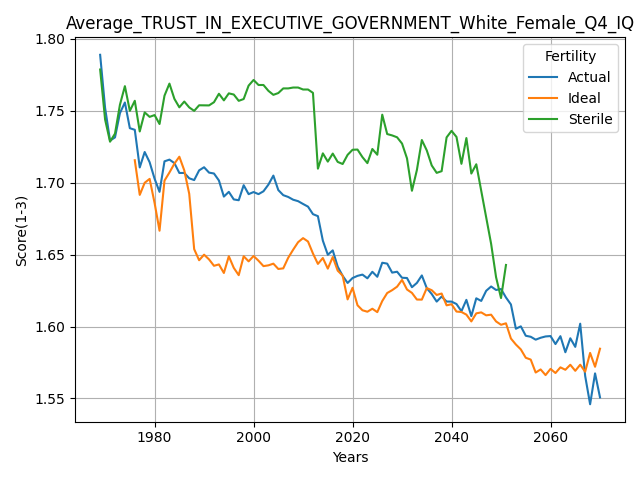 Average_TRUST_IN_EXECUTIVE_GOVERNMENT_White_Female_Q4_IQ
1.80
1.75
1.70
1.65
1.60
1.55
Score(1-3)
Fertility
Actual
Ideal
Sterile
1980
2000
2020
2040
2060
Years